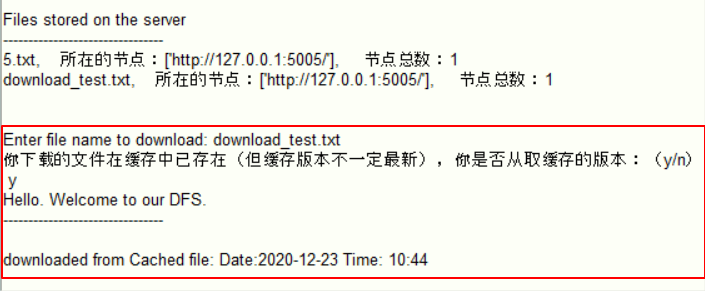 Files stored on the server
--------------------------------
5.txt, 所在的节点：['http://127.0.0.1:5005/'], 节点总数：1
download_test.txt, 所在的节点：['http://127.0.0.1:5005/'], 节点总数：1
Enter file name to download: download_test.txt
你下载的文件在缓存中已存在（但缓存版本不一定最新），你是否从取缓存的版本：（y/n）
y
Hello. Welcome to our DFS.
--------------------------------
downloaded from Cached file: Date:2020-12-23 Time: 10:44